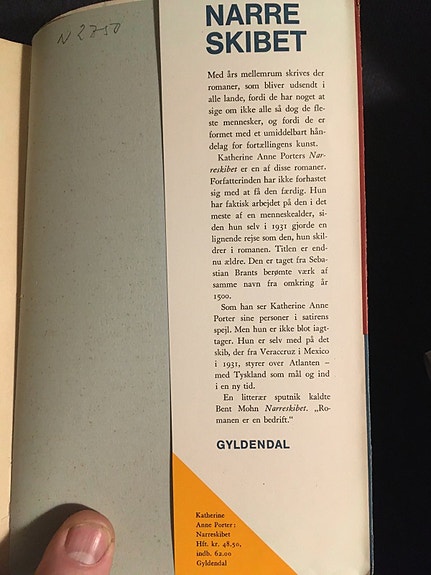 N 2750
NARRE
SKIBET
Med års mellemrum skrives der
romaner, som bliver udsendt i
alle lande, fordi de har noget at
sige om ikke alle så dog de fle-
ste mennesker, og fordi de er
formet med et umiddelbart hån-
delag for fortællingens kunst.
Katherine Anne Porters Nar-
reskibet er en af disse romaner.
Forfatterinden har ikke forhastet
sig med at få den færdig. Hun
har faktisk arbejdet på den i det
meste af en menneskealder, si-
den hun selv i 1931 gjorde en
lignende rejse som den, hun skil-
drer i romanen. Titlen er end-
nu ældre. Den er taget fra Seba-
stian Brants berømte værk af
samme navn fra omkring år
1500.
Som han ser Katherine Anne
Porter sine personer i satirens
spejl. Men hun er ikke blot iagt-
tager. Hun er selv med på det
skib, der fra Veraccruz i Mexico
i 1931, styrer over Atlanten –
med Tyskland som mål og ind
i en ny tid.
En litterær sputnik kaldte
Bent Mohn Narreskibet. „Ro-
manen er en bedrift.“
GYLDENDAL
Katherine
Anne Porter:
Narreskibet
Hft. kr. 48.50,
indb. 62.00
Gyldendal